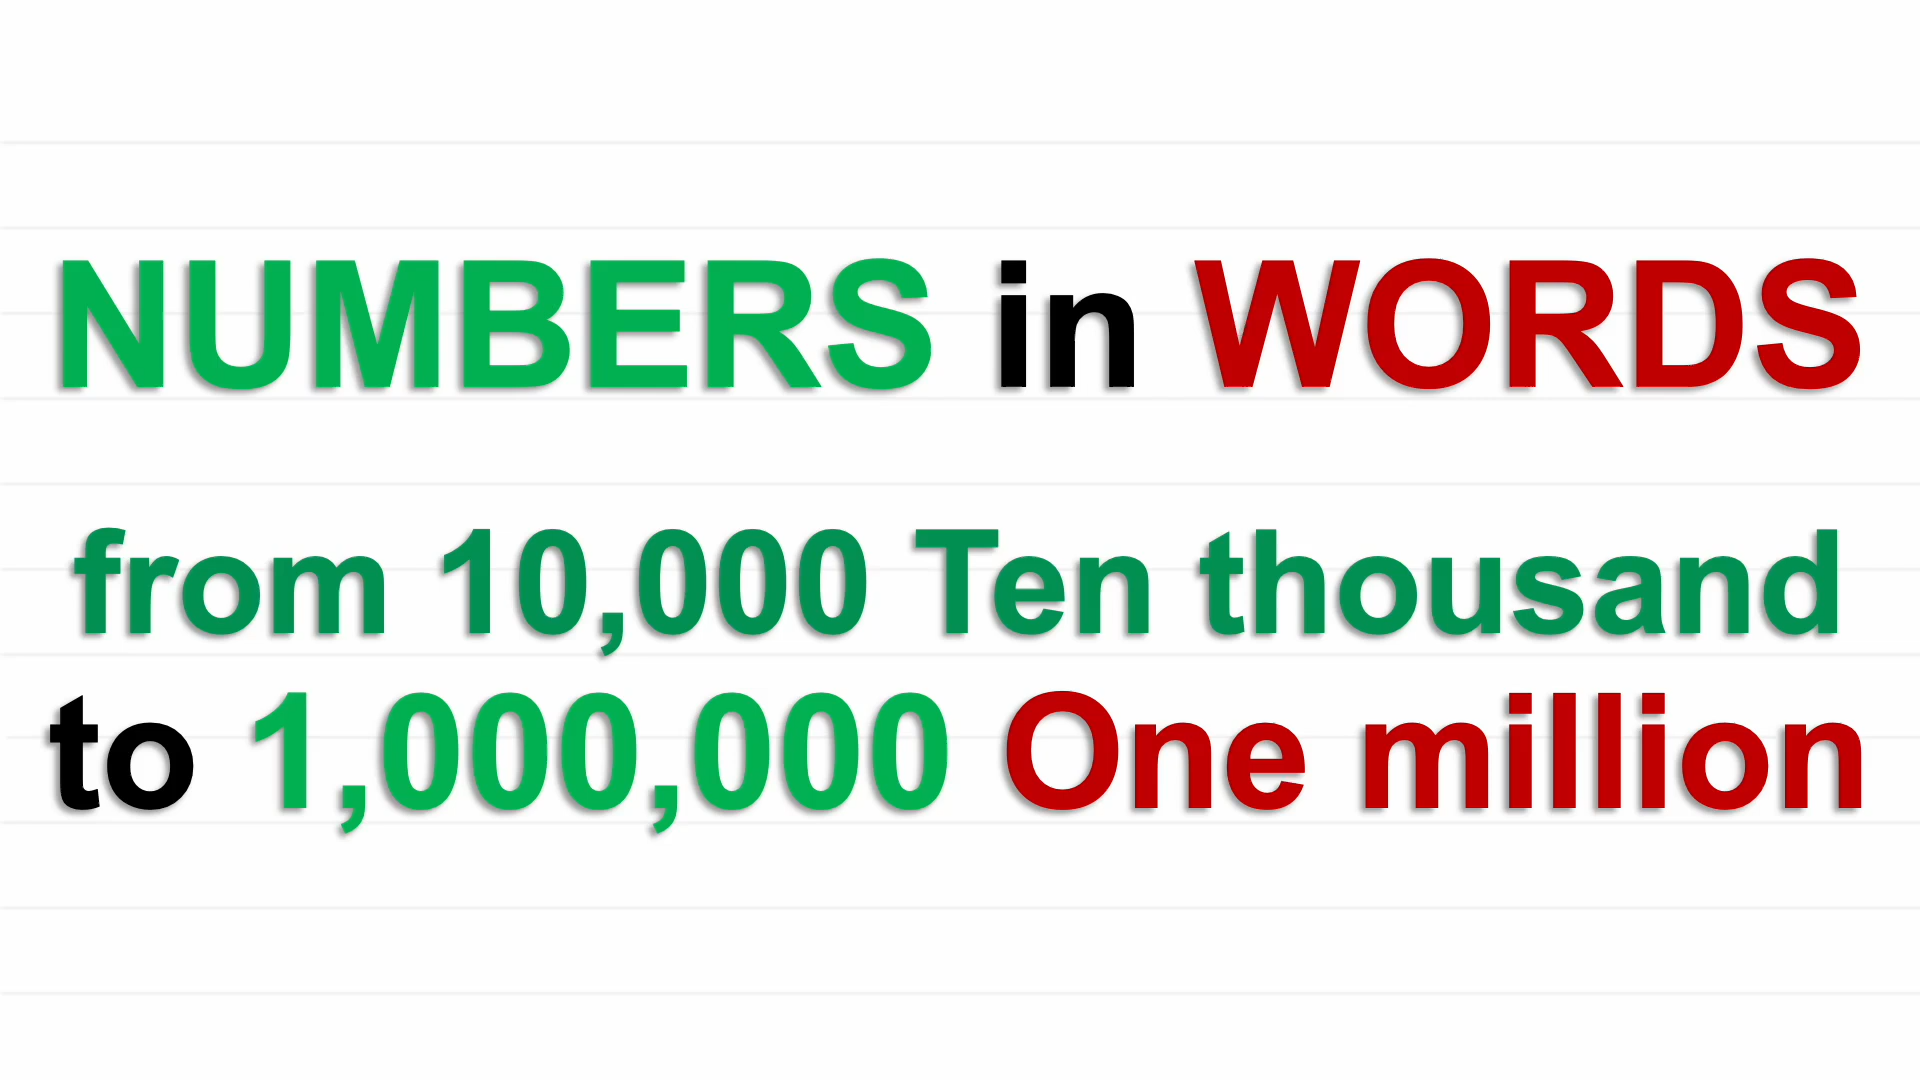 NUMBERS in WORDS
from 10,000 Ten thousand
to 1,000,000 One million